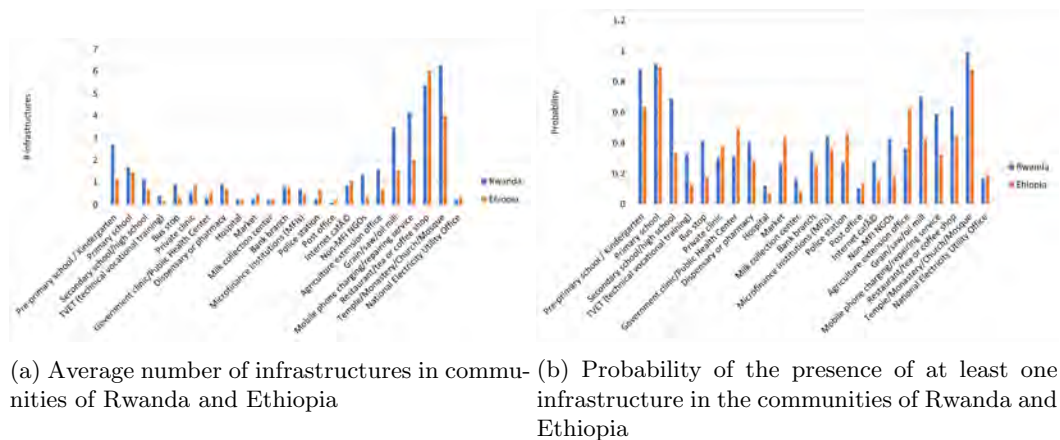 7
6
5
4
3
2
1
0
# infrastructures
Pre-primary school / Kindergarten
Primary school
Secondary school/high school
TVET (technical vocational training)
Bus stop
Private clinic
Government clinic/Public Health Center
Dispensary or pharmacy
Hospital
Market
Milk collection center
Bank branch
Microfinance Institutions (MFIs)
Police station
Post office
Internet café
Non-MFI NGOs
Agriculture extension office
Grain/saw/oil mill
Mobile phone charging/repairing service
Restaurant/tea or coffee shop
Temple/Monastery/Church/Mosque
National Electricity Utility Office
Rwanda
Ethiopia
1.2
1
0.8
0.6
0.4
0.2
0
Probability
Pre-primary school / Kindergarten
Primary school
Secondary school/high school
TVET (technical vocational training)
Bus stop
Private clinic
Government clinic/Public Health Center
Dispensary or pharmacy
Hospital
Market
Milk collection center
Bank branch
Microfinance Institutions (MFIs)
Police station
Post office
Internet café
Non-MFI NGOs
Agriculture extension office
Grain/saw/oil mill
Mobile phone charging/repairing service
Restaurant/tea or coffee shop
Temple/Monastery/Church/Mosque
National Electricity Utility Office
Rwanda
Ethiopia
(a) Average number of infrastructures in commu-
nities of Rwanda and Ethiopia
(b) Probability of the presence of at least one
infrastructure in the communities of Rwanda and
Ethiopia